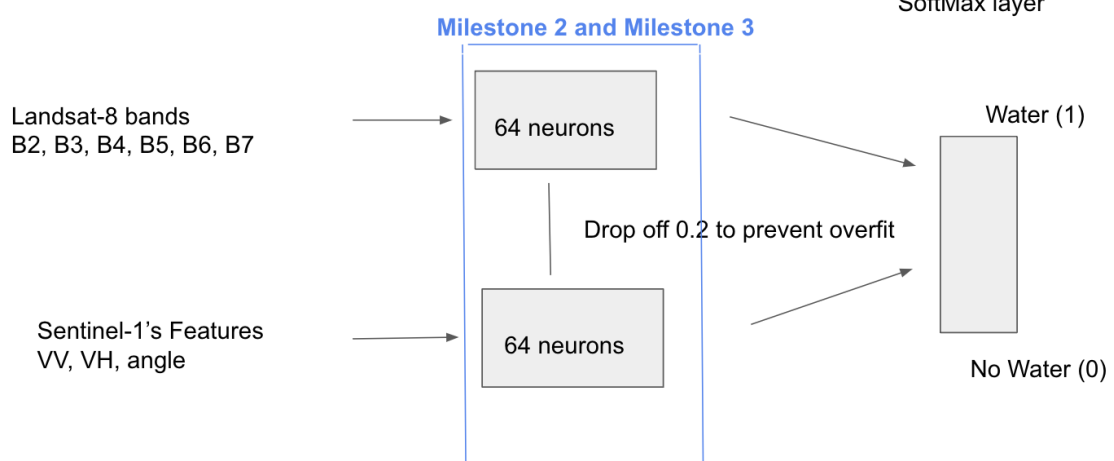 SoftMax layer
Milestone 2 and Milestone 3
Landsat-8 bands
B2, B3, B4, B5, B6, B7
64 neurons
Water (1)
Drop off 0.2 to prevent overfit
Sentinel-1's Features
VV, VH, angle
64 neurons
No Water (0)